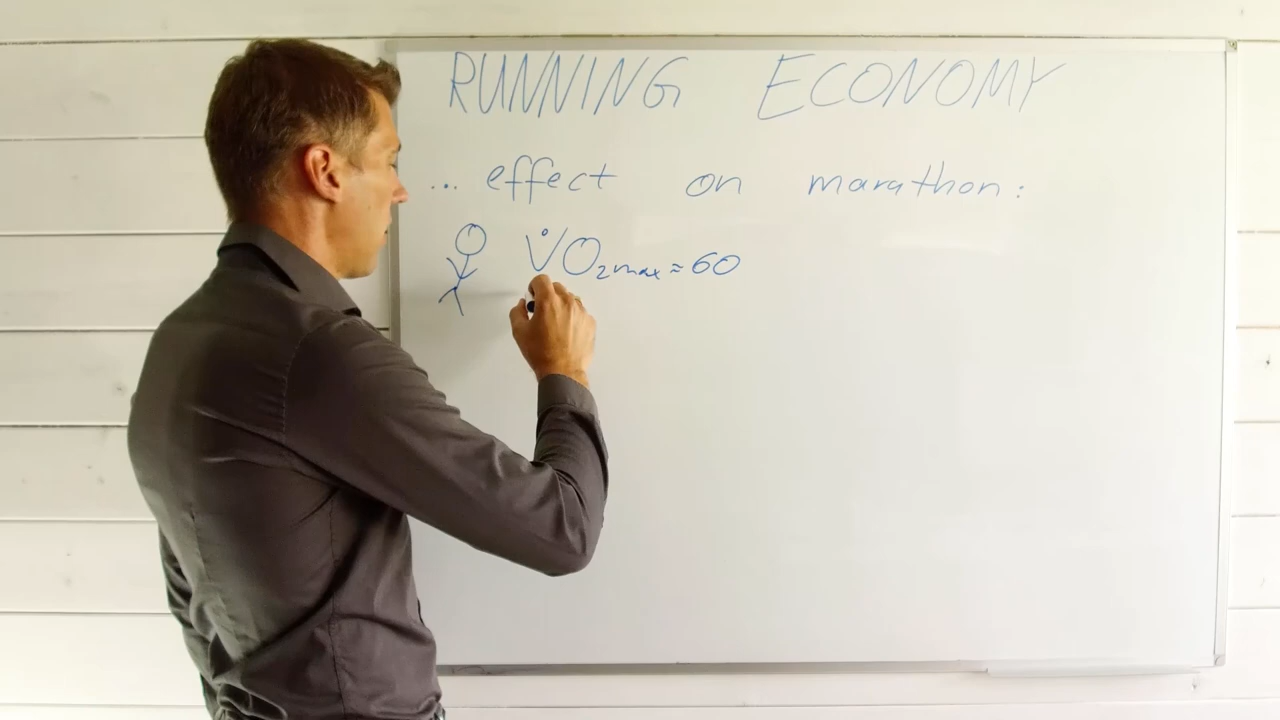 RUNNING ECONOMY
... effect on marathon:
V̇O₂max ≈ 60